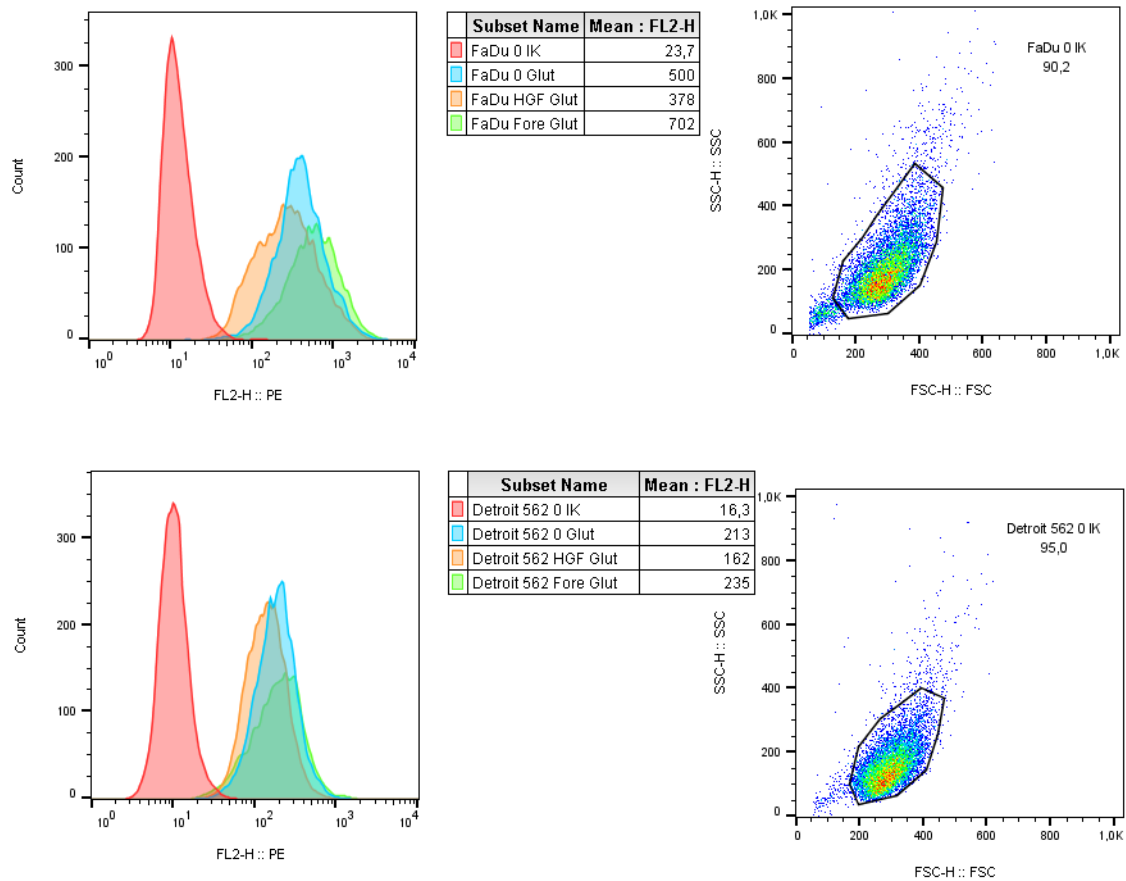 Subset Name Mean : FL2-H
FaDu 0 IK 23,7
FaDu 0 Glut 500
FaDu HGF Glut 378
FaDu Fore Glut 702
300
200
100
0
Count
10^0 10^1 10^2 10^3 10^4
FL2-H :: PE
1,0K
800
600
400
200
0
SSC-H :: SSC
FaDu 0 IK
90,2
0 200 400 600 800 1,0K
FSC-H :: FSC
Subset Name Mean : FL2-H
Detroit 562 0 IK 16,3
Detroit 562 0 Glut 213
Detroit 562 HGF Glut 162
Detroit 562 Fore Glut 235
300
200
100
0
Count
10^0 10^1 10^2 10^3 10^4
FL2-H :: PE
1,0K
800
600
400
200
0
SSC-H :: SSC
Detroit 562 0 IK
95,0
0 200 400 600 800 1,0K
FSC-H :: FSC